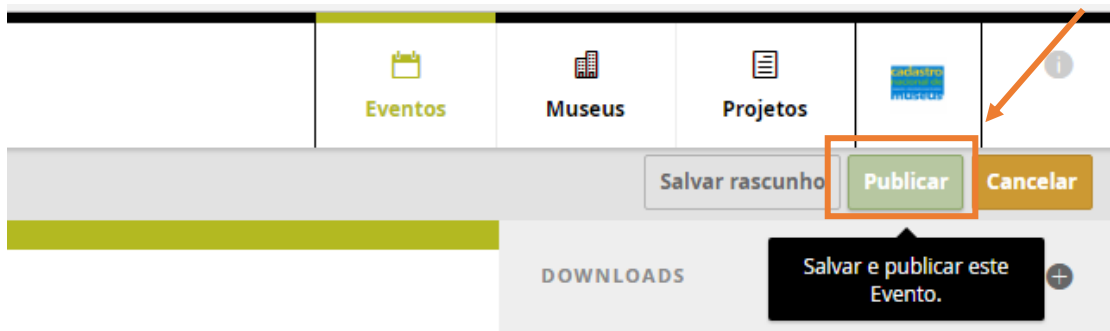 Eventos
Museus
Projetos
cadastro
nacional de
museus
Salvar rascunho
Publicar
Cancelar
DOWNLOADS
Salvar e publicar este
Evento.